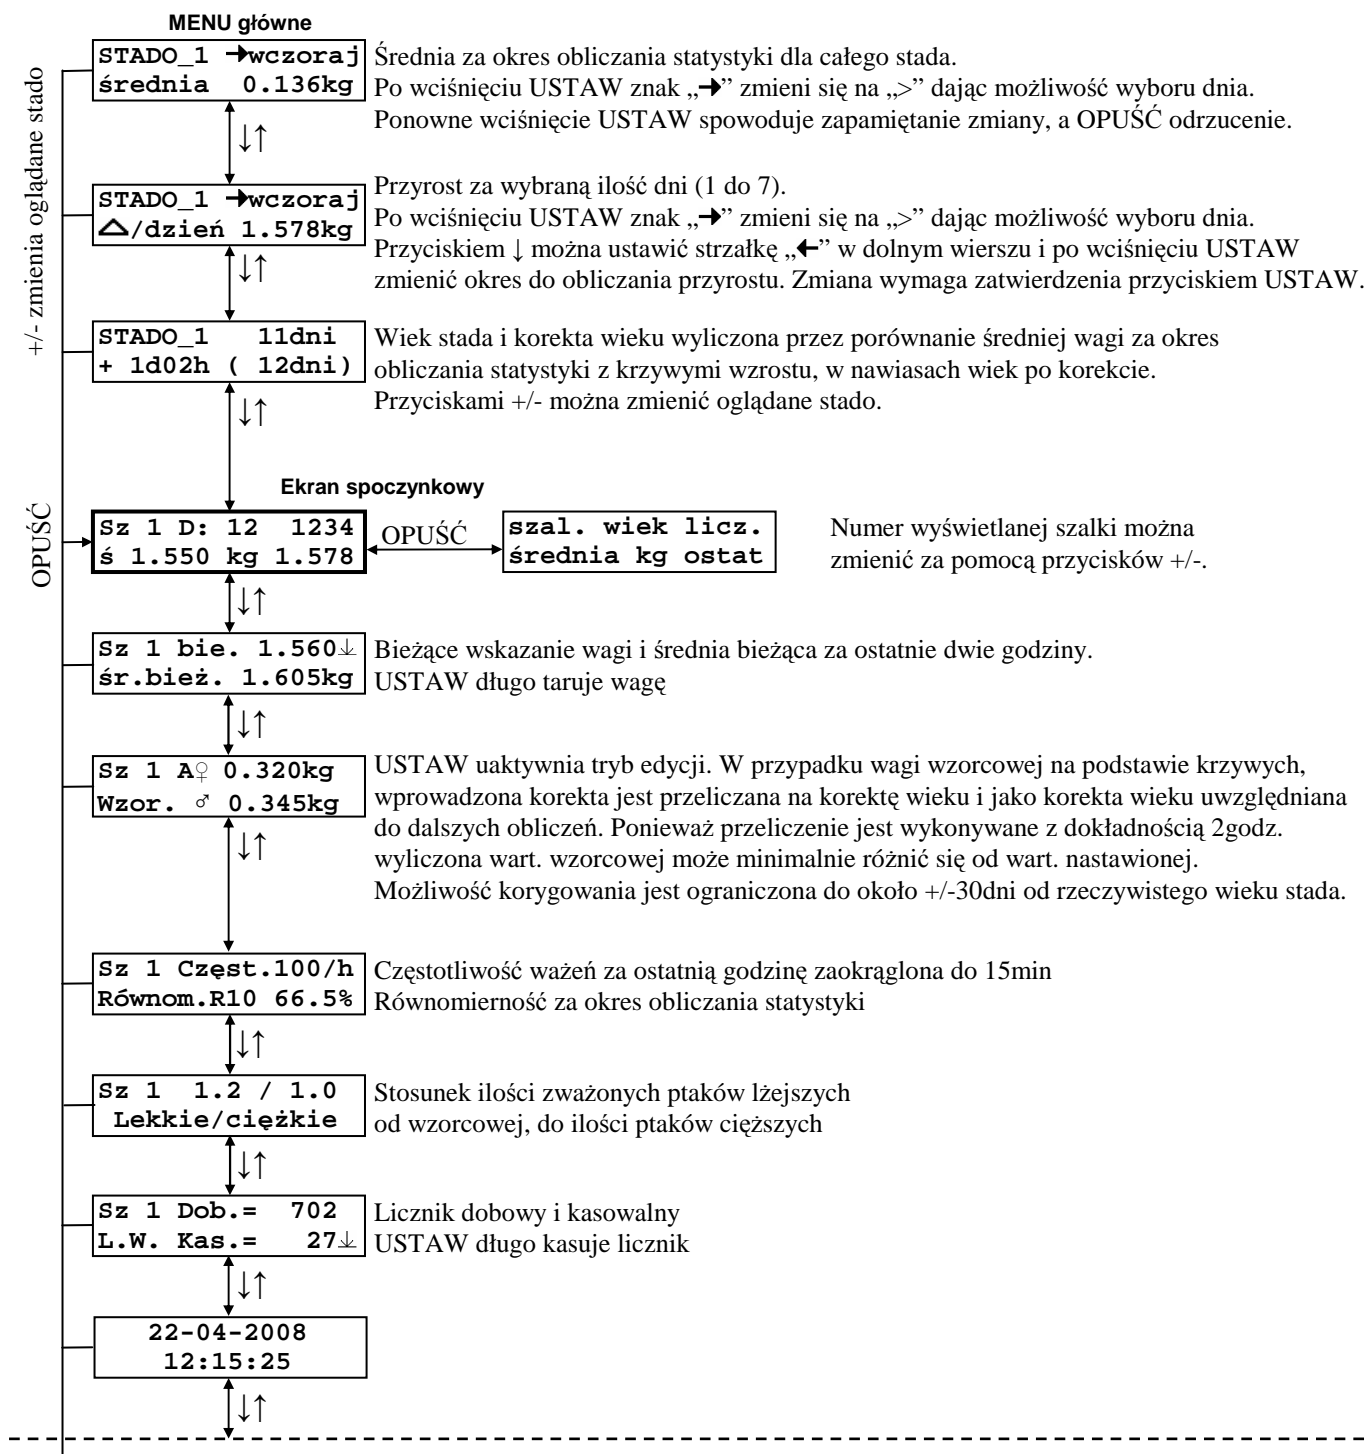 MENU główne
STADO_1 →wczoraj
średnia 0.136kg
Średnia za okres obliczania statystyki dla całego stada.
Po wciśnięciu USTAW znak „→” zmieni się na „>” dając możliwość wyboru dnia.
Ponowne wciśnięcie USTAW spowoduje zapamiętanie zmiany, a OPUŚĆ odrzucenie.
+/- zmienia oglądane stado
↓↑
STADO_1 →wczoraj
△/dzień 1.578kg
Przyrost za wybraną ilość dni (1 do 7).
Po wciśnięciu USTAW znak „→” zmieni się na „>” dając możliwość wyboru dnia.
Przyciskiem ↓ można ustawić strzałkę „←” w dolnym wierszu i po wciśnięciu USTAW
zmienić okres do obliczania przyrostu. Zmiana wymaga zatwierdzenia przyciskiem USTAW.
↓↑
STADO_1 11dni
+ 1d02h ( 12dni)
Wiek stada i korekta wieku wyliczona przez porównanie średniej wagi za okres
obliczania statystyki z krzywymi wzrostu, w nawiasach wiek po korekcie.
Przyciskami +/- można zmienić oglądane stado.
↓↑
Ekran spoczynkowy
OPUŚĆ
Sz 1 D: 12 1234
ś 1.550 kg 1.578
OPUŚĆ
szal. wiek licz.
średnia kg ostat
Numer wyświetlanej szalki można
zmienić za pomocą przycisków +/-.
↓↑
Sz 1 bie. 1.560↓
śr.bież. 1.605kg
Bieżące wskazanie wagi i średnia bieżąca za ostatnie dwie godziny.
USTAW długo taruje wagę
↓↑
Sz 1 A♀ 0.320kg
Wzor. ♂ 0.345kg
USTAW uaktywnia tryb edycji. W przypadku wagi wzorcowej na podstawie krzywych,
wprowadzona korekta jest przeliczana na korektę wieku i jako korekta wieku uwzględniana
do dalszych obliczeń. Ponieważ przeliczenie jest wykonywane z dokładnością 2godz.
wyliczona wart. wzorcowej może minimalnie różnić się od wart. nastawionej.
Możliwość korygowania jest ograniczona do około +/-30dni od rzeczywistego wieku stada.
↓↑
Sz 1 Częst.100/h
Równom.R10 66.5%
Częstotliwość ważeń za ostatnią godzinę zaokrąglona do 15min
Równomierność za okres obliczania statystyki
↓↑
Sz 1 1.2 / 1.0
Lekkie/ciężkie
Stosunek ilości zważonych ptaków lżejszych
od wzorcowej, do ilości ptaków cięższych
↓↑
Sz 1 Dob.= 702
L.W. Kas.= 27↓
Licznik dobowy i kasowalny
USTAW długo kasuje licznik
↓↑
22-04-2008
12:15:25
↓↑